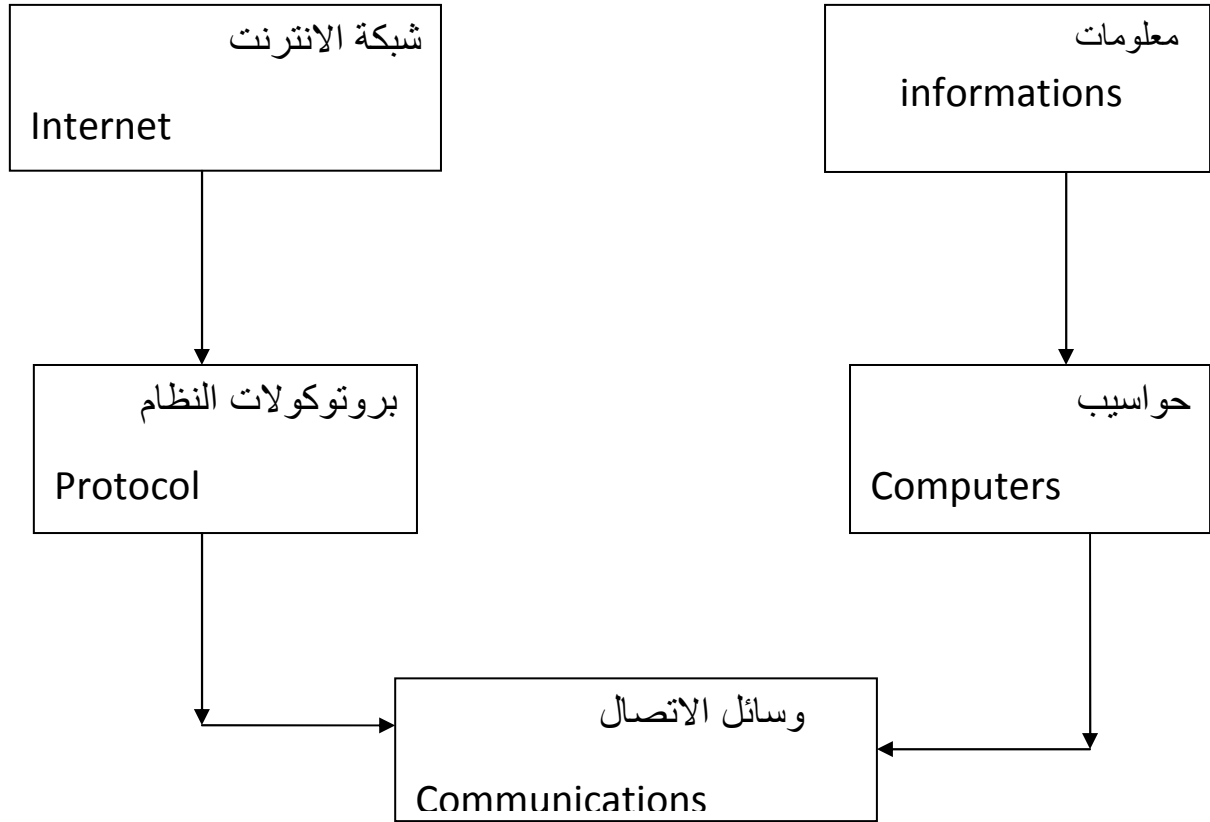 شبكة الانترنت
Internet
معلومات
informations
بروتوكولات النظام
Protocol
حواسيب
Computers
وسائل الاتصال
Communications